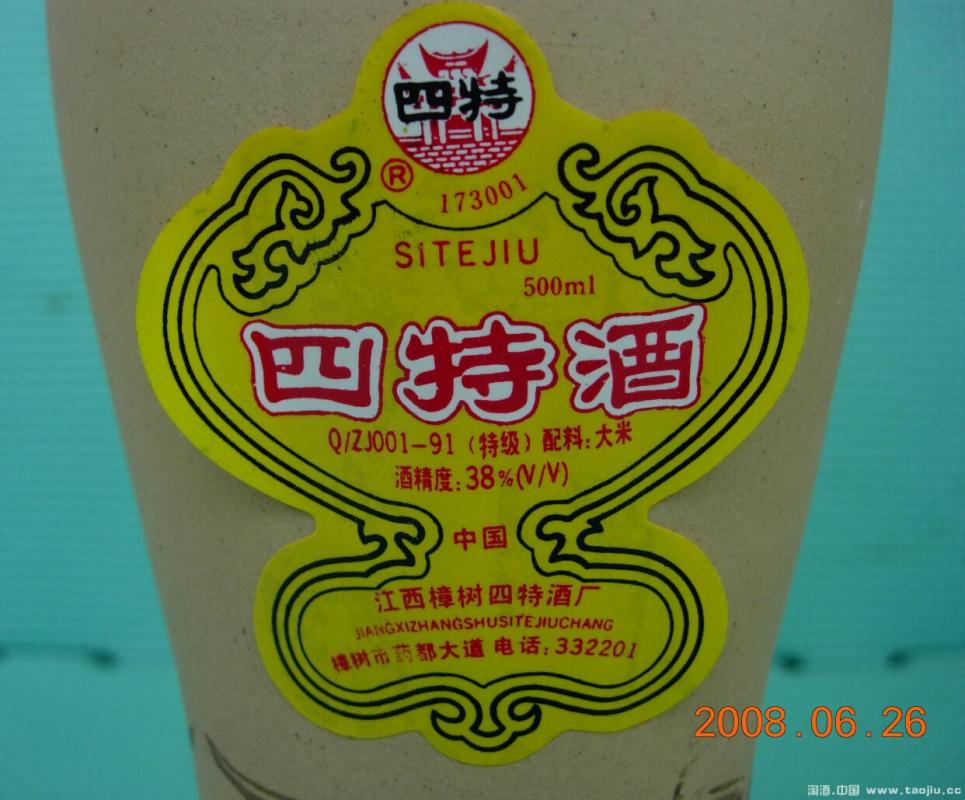 四特
®
173001
SiTEJIU
500ml
四特酒
Q/ZJ001-91(特级)配料:大米
酒精度:38%(V/V)
中国
江西樟树四特酒厂
JIANGXIZHANGSHUSITEJIUCHANG
樟树市药都大道 电话:332201
2008.06.26
淘酒.中国 www.taojiu.cc